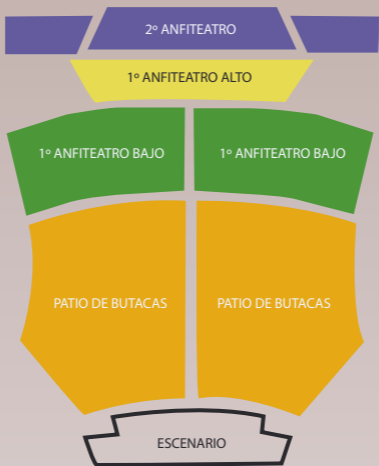 2º ANFITEATRO
1º ANFITEATRO ALTO
1º ANFITEATRO BAJO
1º ANFITEATRO BAJO
PATIO DE BUTACAS
PATIO DE BUTACAS
ESCENARIO